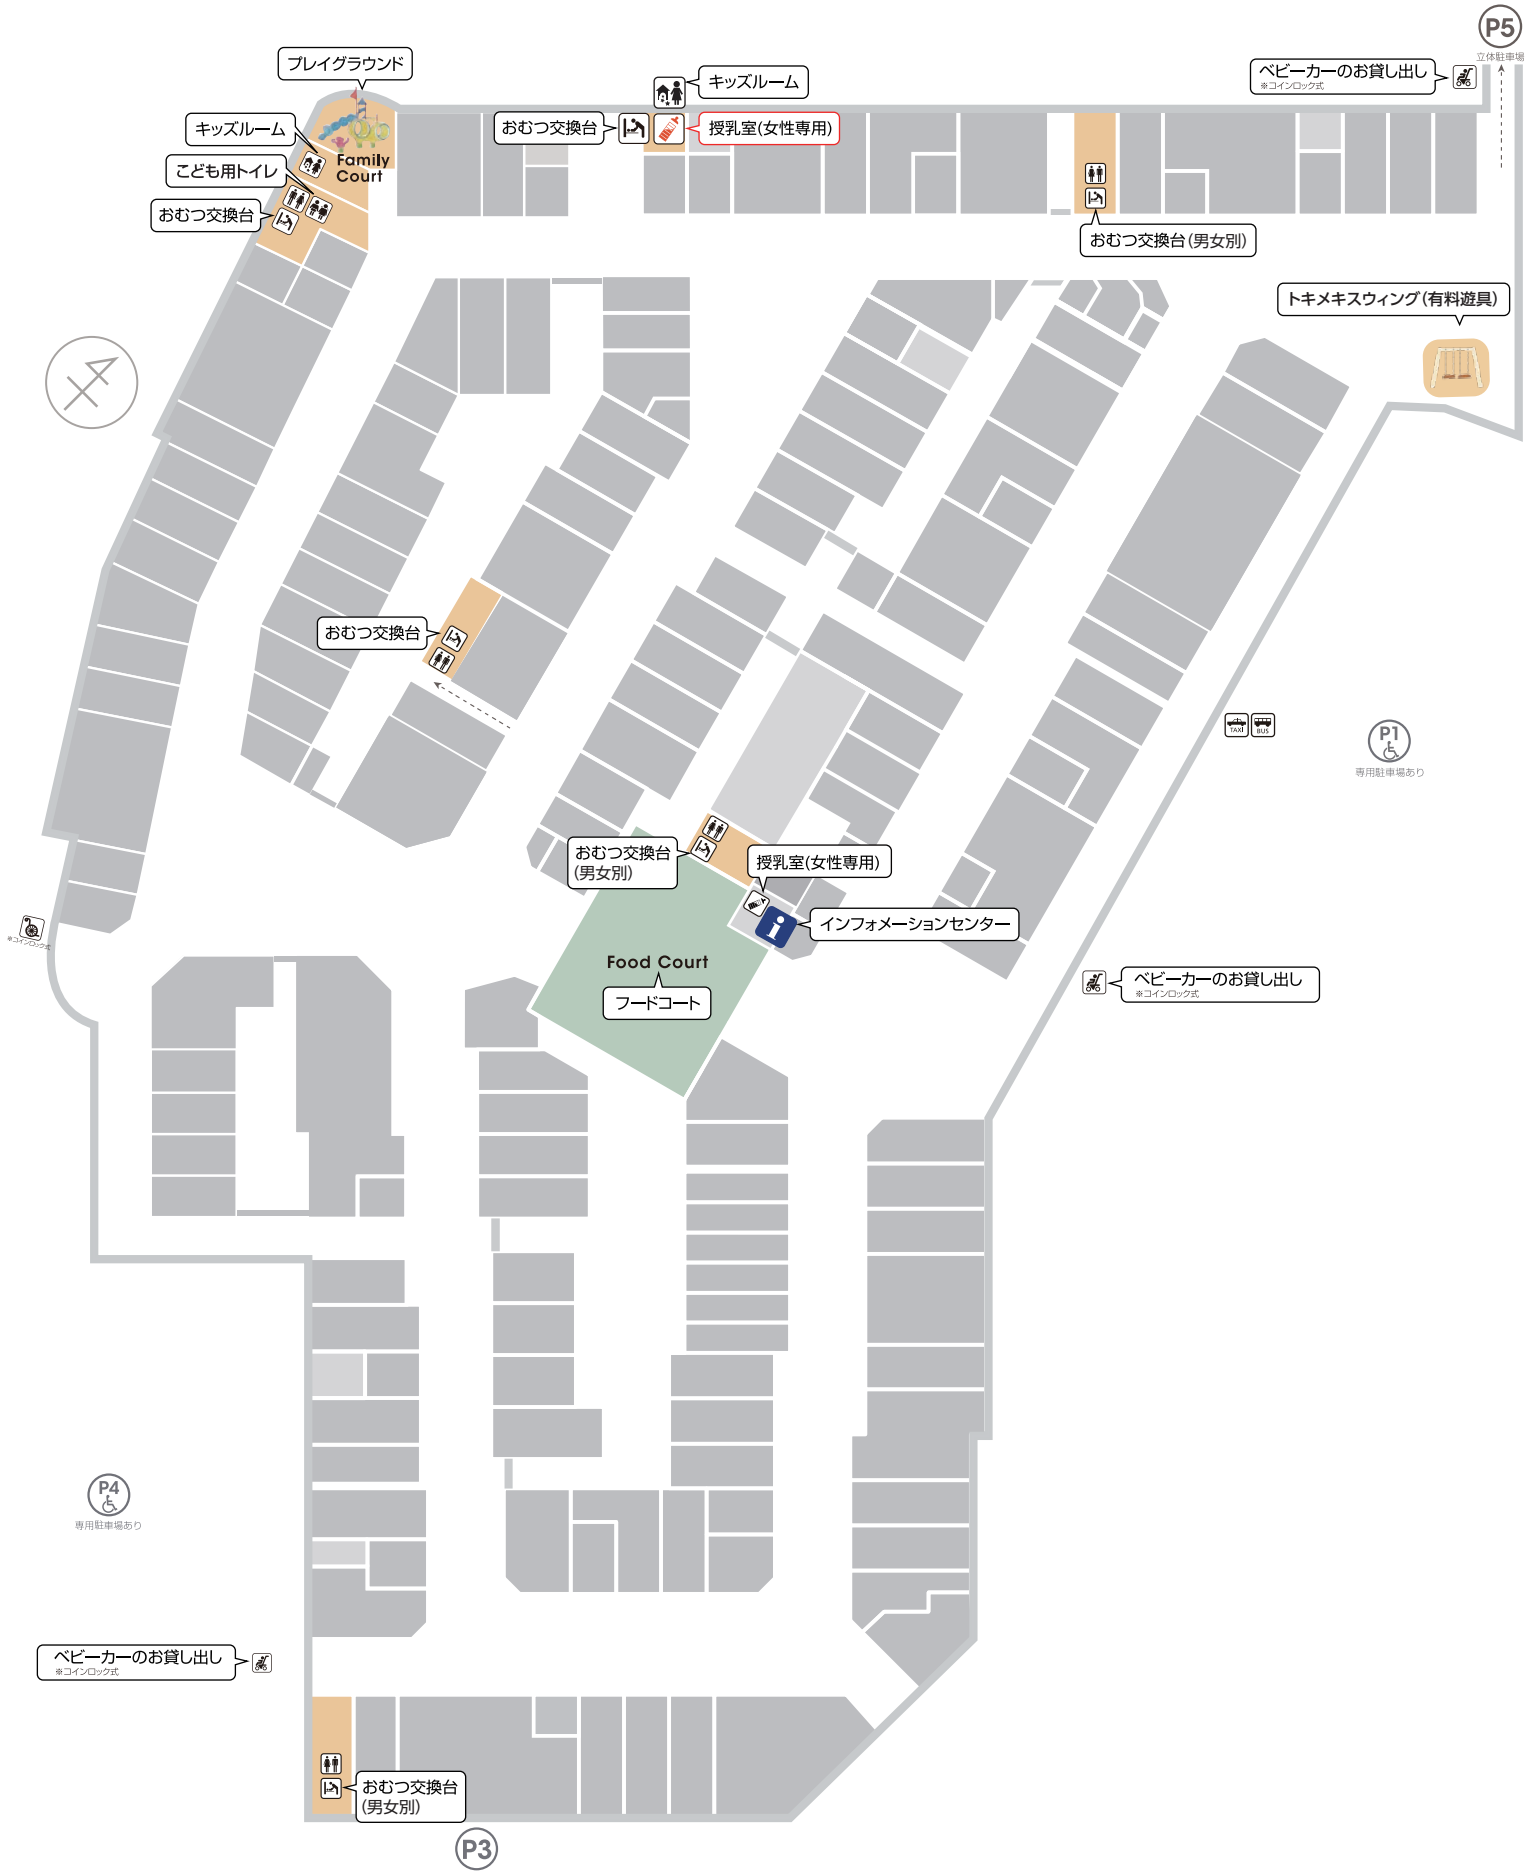 P5
立体駐車場
プレイグラウンド
キッズルーム
ベビーカーのお貸し出し
※コインロック式
キッズルーム
おむつ交換台
授乳室(女性専用)
Family
Court
こども用トイレ
おむつ交換台
おむつ交換台(男女別)
トキメキスウィング(有料遊具)
おむつ交換台
TAXI
BUS
P1
専用駐車場あり
おむつ交換台
(男女別)
授乳室(女性専用)
i
インフォメーションセンター
※コインロック式
Food Court
フードコート
ベビーカーのお貸し出し
※コインロック式
P4
専用駐車場あり
ベビーカーのお貸し出し
※コインロック式
おむつ交換台
(男女別)
P3